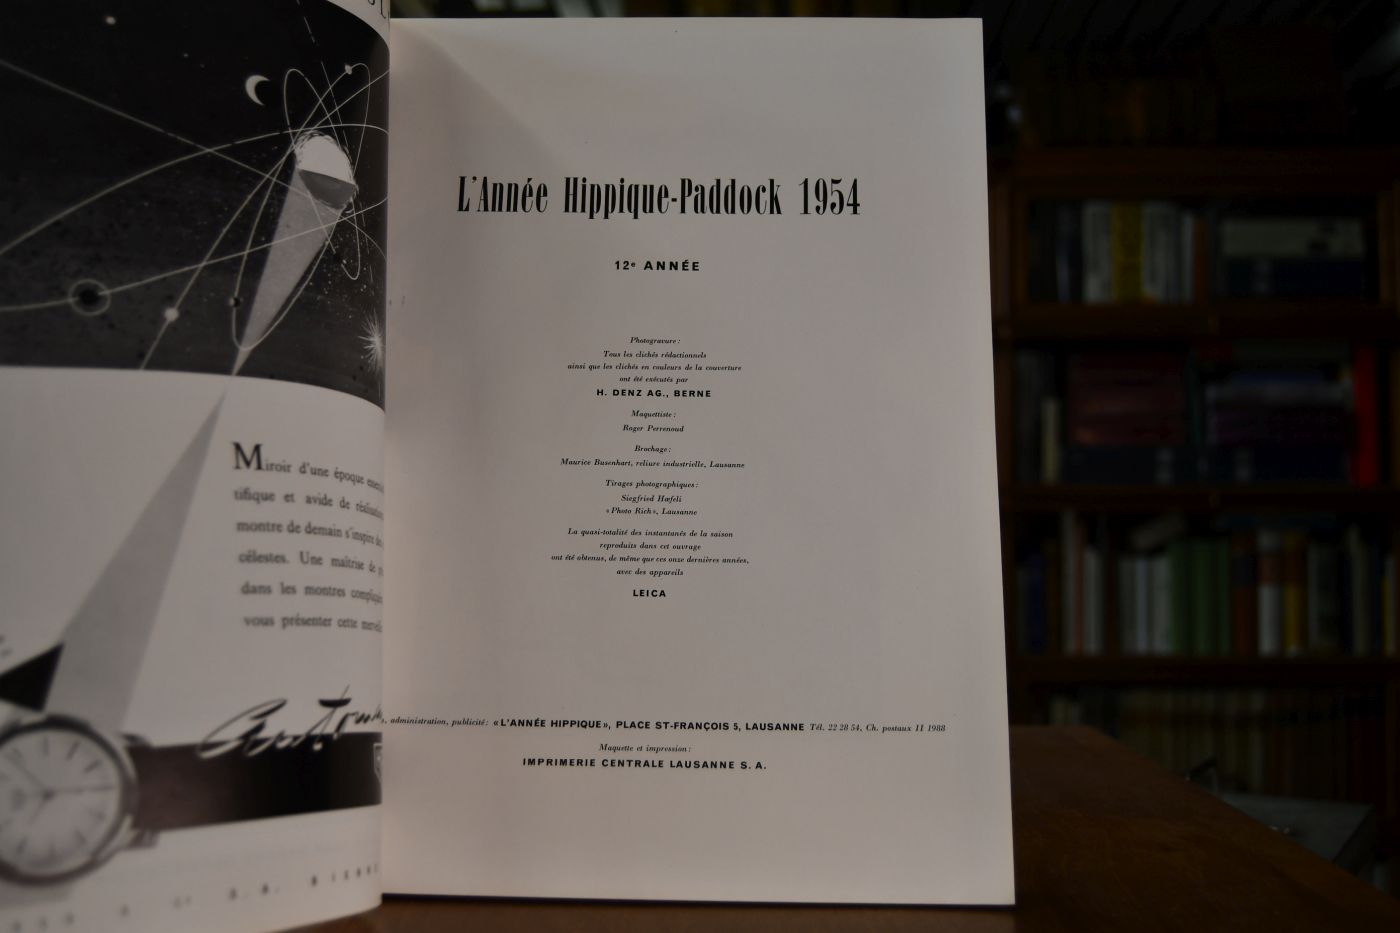 Miroir d'une époque
tifique et avide de
montre de demain s'inspire
célestes. Une maîtrise de
dans les montres
vous présenter cette
L'Année Hippique-Paddock 1954
12e ANNÉE
Photogravure :
Tous les clichés rédactionnels
ainsi que les clichés en couleurs de la couverture
ont été exécutés par
H. DENZ AG., BERNE
Maquettiste :
Roger Perrenoud
Brochage :
Maurice Busenhart, reliure industrielle, Lausanne
Tirages photographiques :
Siegfried Hæfeli
« Photo Rich », Lausanne
La quasi-totalité des instantanés de la saison
reproduits dans cet ouvrage
ont été obtenus, de même que ces onze dernières années,
avec des appareils
LEICA
administration, publicité : « L'ANNÉE HIPPIQUE », PLACE ST-FRANÇOIS 5, LAUSANNE Tél. 22 28 54, Ch. postaux II 1988
Maquette et impression :
IMPRIMERIE CENTRALE LAUSANNE S. A.